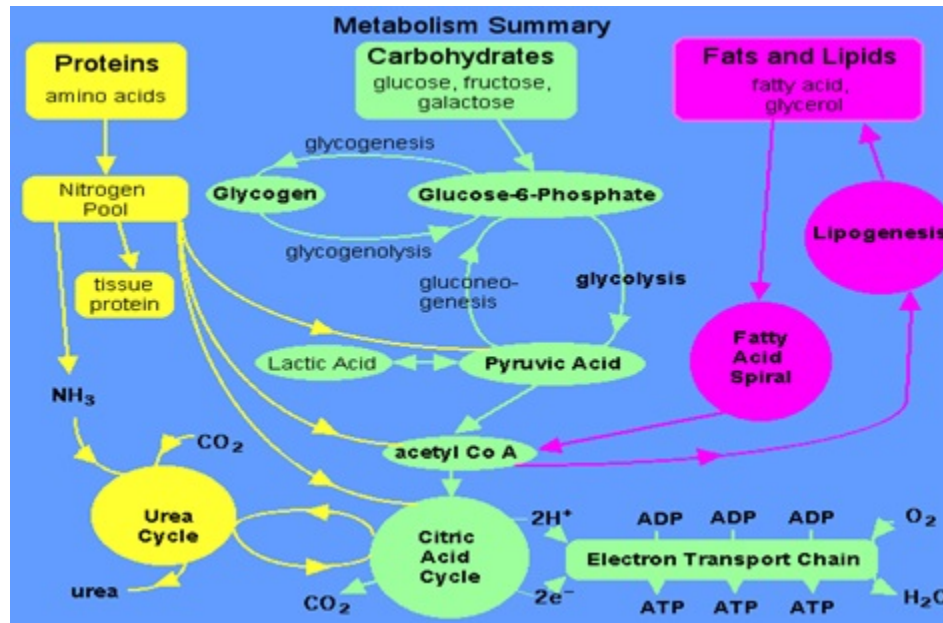 Metabolism Summary
Proteins
amino acids
Carbohydrates
glucose, fructose,
galactose
Fats and Lipids
fatty acid,
glycerol
glycogenesis
Nitrogen
Pool
Glycogen
Glucose-6-Phosphate
Lipogenesis
glycogenolysis
tissue
protein
gluconeo-
genesis
glycolysis
Fatty
Acid
Spiral
Lactic Acid
Pyruvic Acid
NH₃
CO₂
acetyl Co A
Urea
Cycle
Citric
Acid
Cycle
2H⁺
ADP ADP ADP
O₂
Electron Transport Chain
urea
CO₂
2e⁻
ATP ATP ATP
H₂O